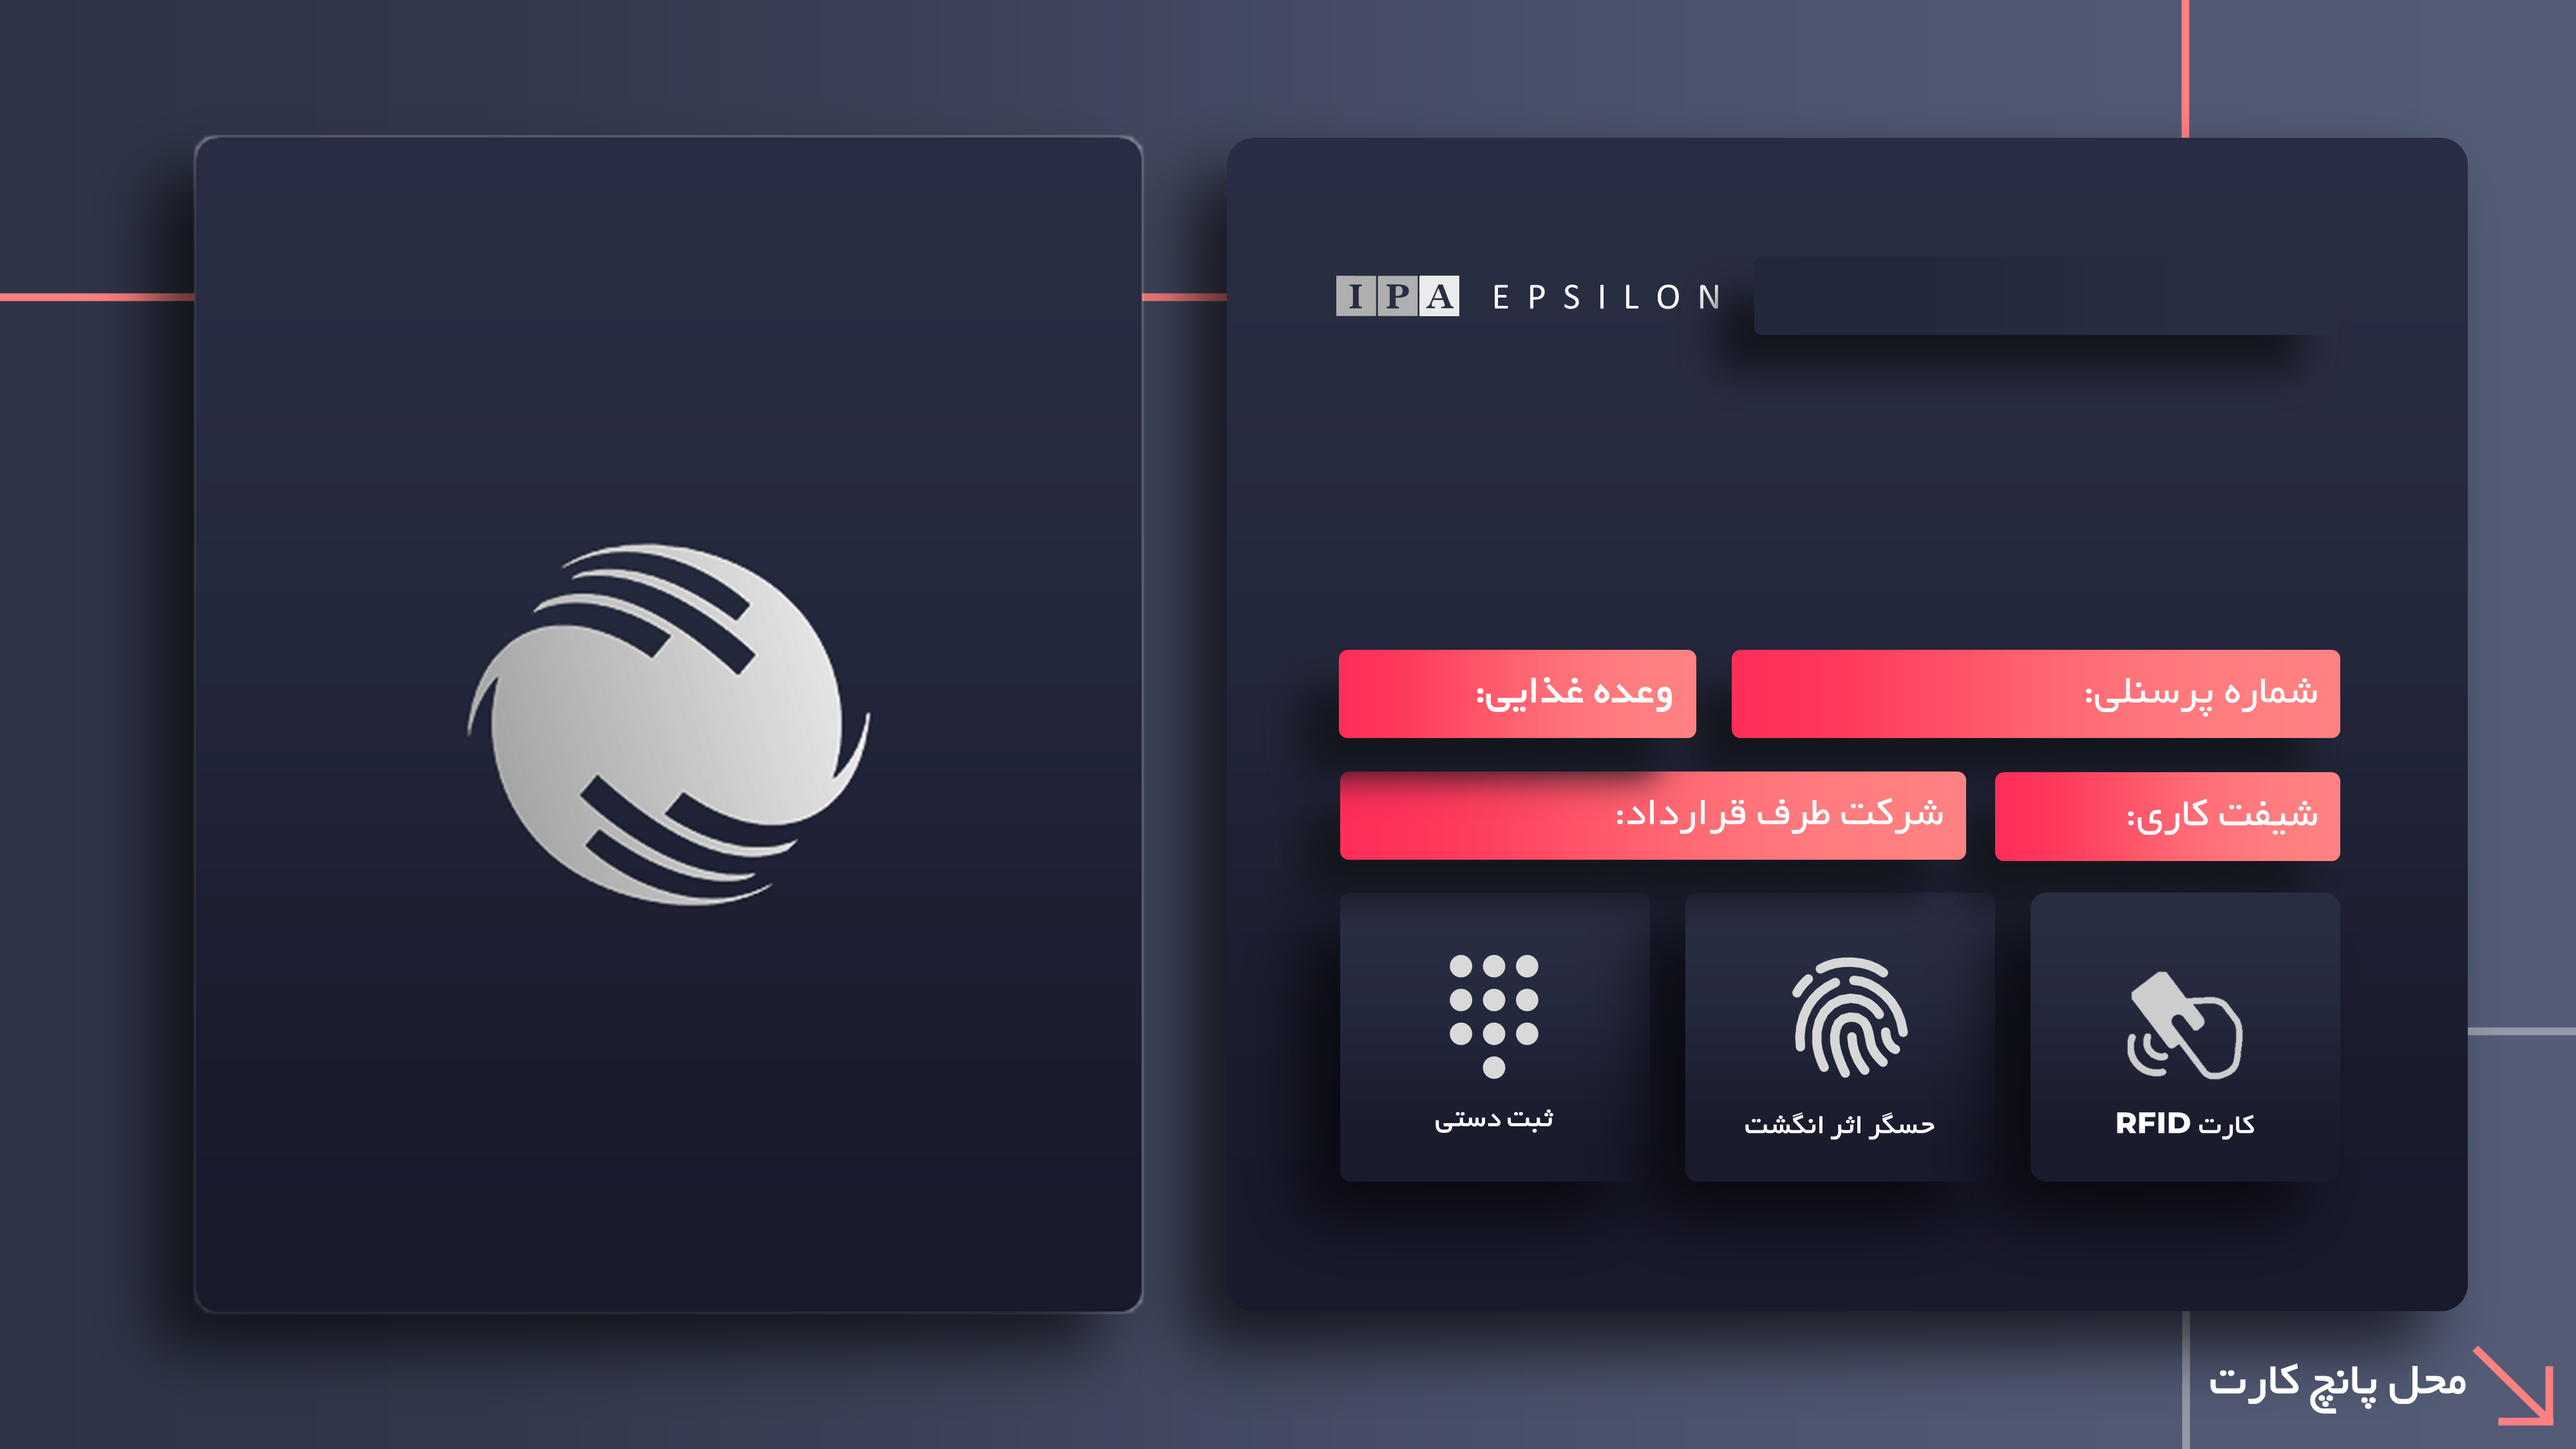 IPA EPSILON
شماره پرسنلی:
وعده غذایی:
شیفت کاری:
شرکت طرف قرارداد:
کارت RFID
حسگر اثر انگشت
ثبت دستی
محل پانچ کارت